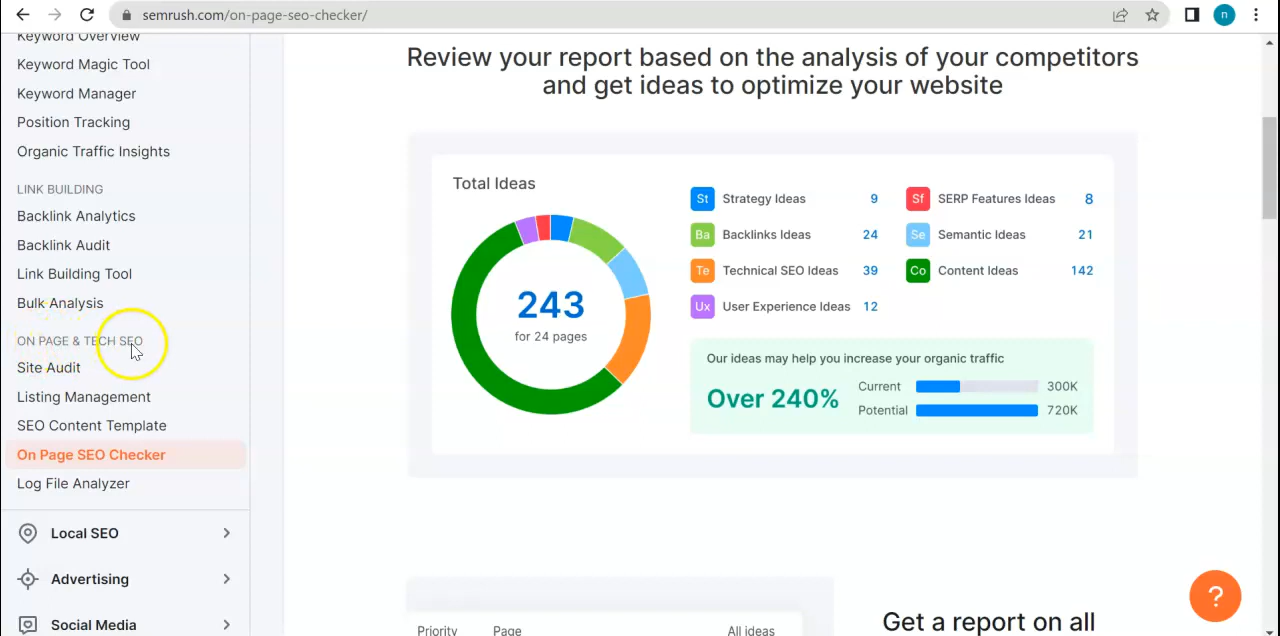 semrush.com/on-page-seo-checker/
n
Keyword Overview
Keyword Magic Tool
Keyword Manager
Position Tracking
Organic Traffic Insights
LINK BUILDING
Backlink Analytics
Backlink Audit
Link Building Tool
Bulk Analysis
ON PAGE & TECH SEO
Site Audit
Listing Management
SEO Content Template
On Page SEO Checker
Log File Analyzer
Local SEO
Advertising
Social Media
Review your report based on the analysis of your competitors
and get ideas to optimize your website
Total Ideas
243
for 24 pages
St Strategy Ideas 9
Sf SERP Features Ideas 8
Ba Backlinks Ideas 24
Se Semantic Ideas 21
Te Technical SEO Ideas 39
Co Content Ideas 142
Ux User Experience Ideas 12
Our ideas may help you increase your organic traffic
Over 240%
Current 300K
Potential 720K
Priority Page All ideas
Get a report on all
?